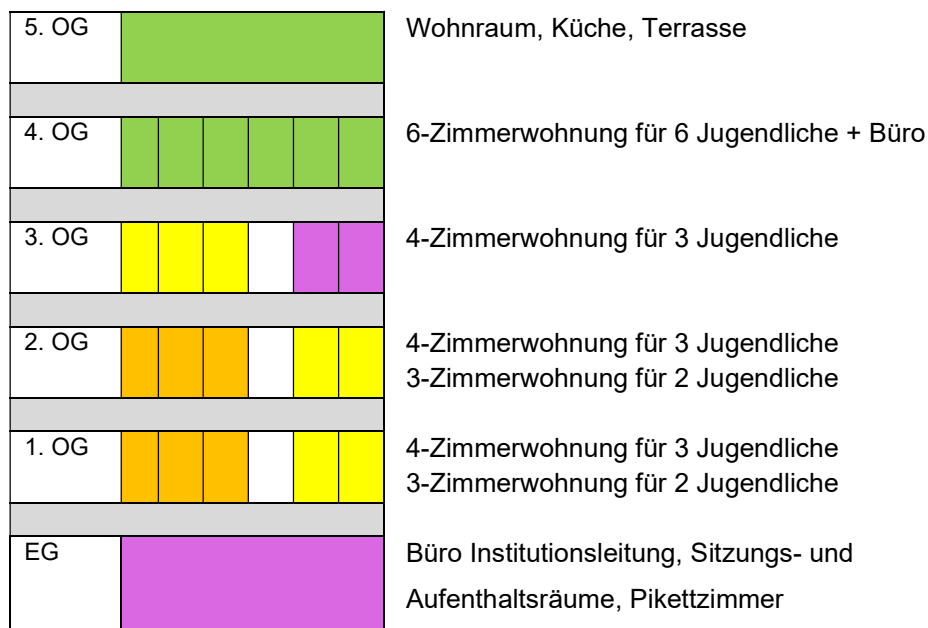 5. OG Wohnraum, Küche, Terrasse
4. OG 6-Zimmerwohnung für 6 Jugendliche + Büro
3. OG 4-Zimmerwohnung für 3 Jugendliche
2. OG 4-Zimmerwohnung für 3 Jugendliche
3-Zimmerwohnung für 2 Jugendliche
1. OG 4-Zimmerwohnung für 3 Jugendliche
3-Zimmerwohnung für 2 Jugendliche
EG Büro Institutionsleitung, Sitzungs- und
Aufenthaltsräume, Pikettzimmer